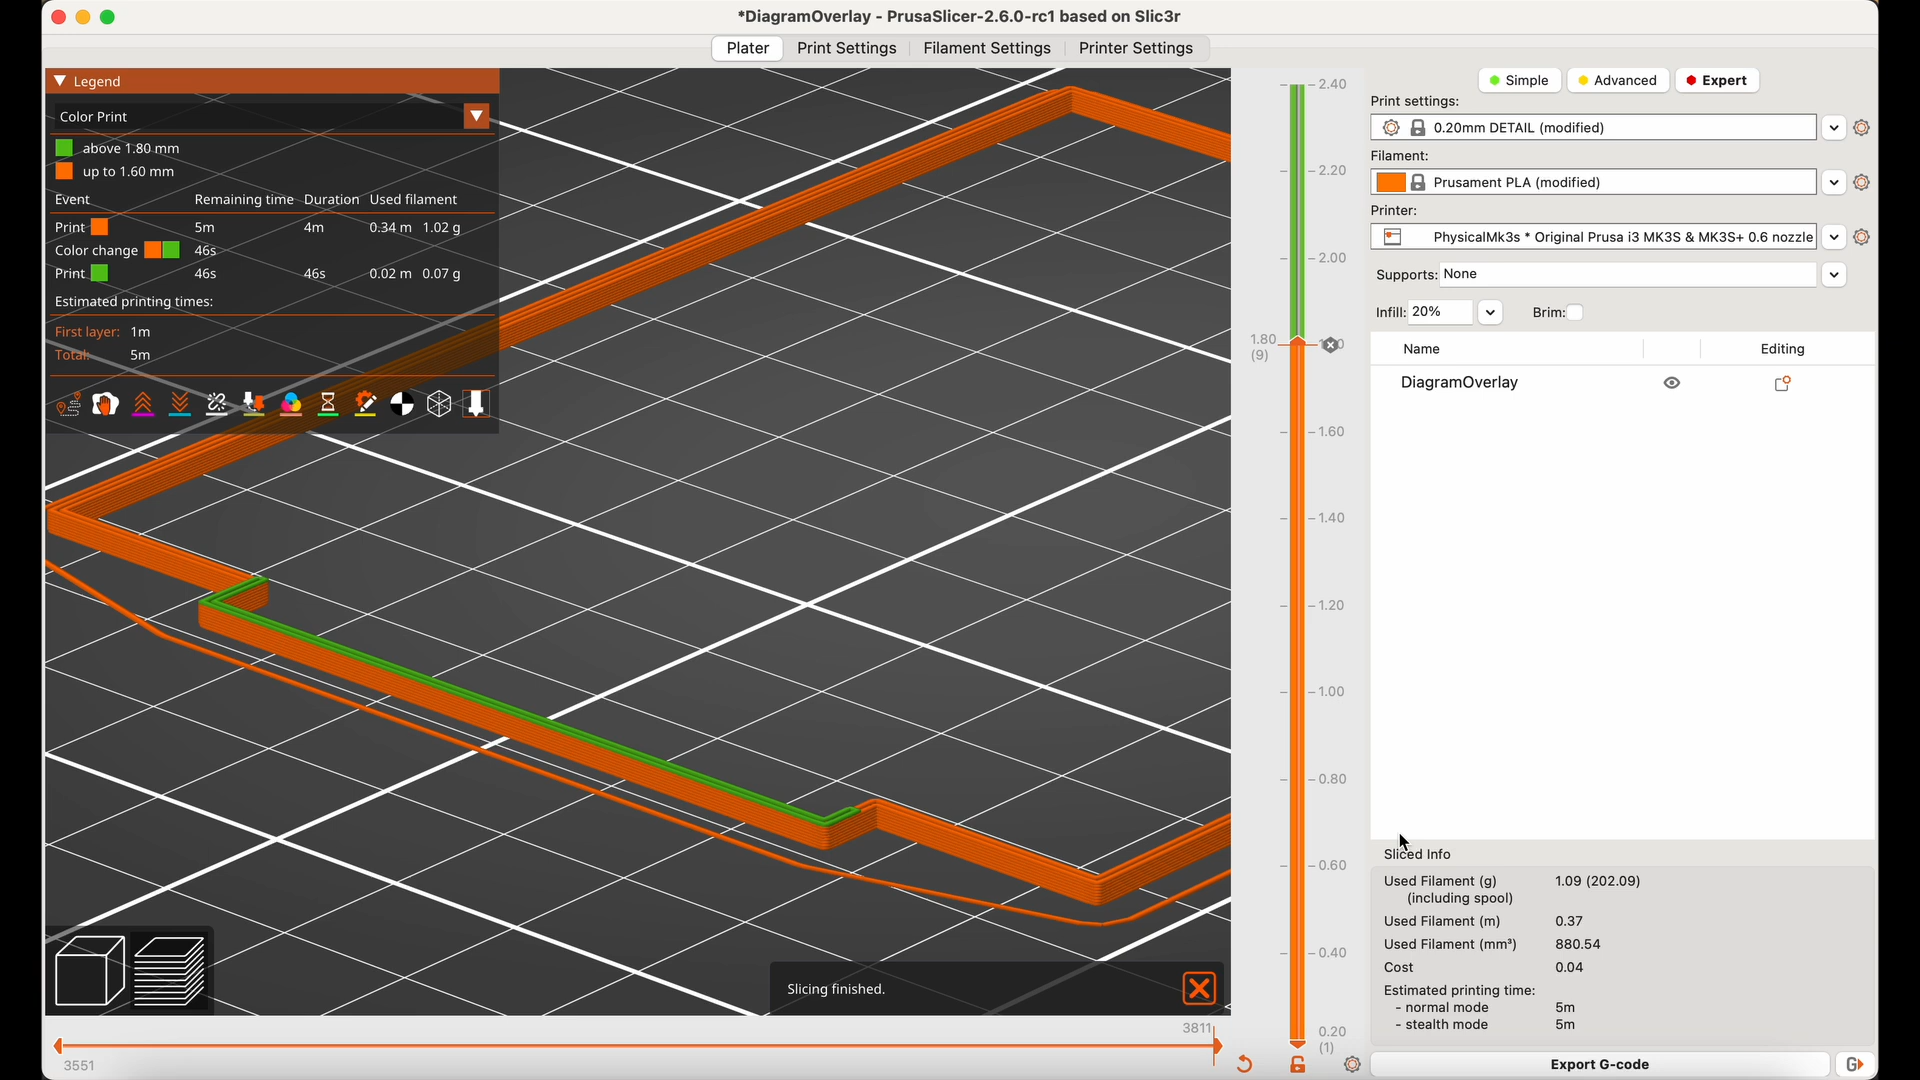 *DiagramOverlay - PrusaSlicer-2.6.0-rc1 based on Slic3r
Plater
Print Settings
Filament Settings
Printer Settings
Legend
Color Print
above 1.80 mm
up to 1.60 mm
Event Remaining time Duration Used filament
Print 5m 4m 0.34 m 1.02 g
Color change 46s
Print 46s 46s 0.02 m 0.07 g
Estimated printing times:
First layer: 1m
Total: 5m
2.40
2.20
2.00
1.80
(9)
1.60
1.40
1.20
1.00
0.80
0.60
0.40
0.20
(1)
Slicing finished.
3811
3551
Simple
Advanced
Expert
Print settings:
0.20mm DETAIL (modified)
Filament:
Prusament PLA (modified)
Printer:
PhysicalMk3s * Original Prusa i3 MK3S & MK3S+ 0.6 nozzle
Supports: None
Infill: 20% Brim:
Name Editing
DiagramOverlay
Sliced Info
Used Filament (g) 1.09 (202.09)
(including spool)
Used Filament (m) 0.37
Used Filament (mm³) 880.54
Cost 0.04
Estimated printing time:
- normal mode 5m
- stealth mode 5m
Export G-code
G